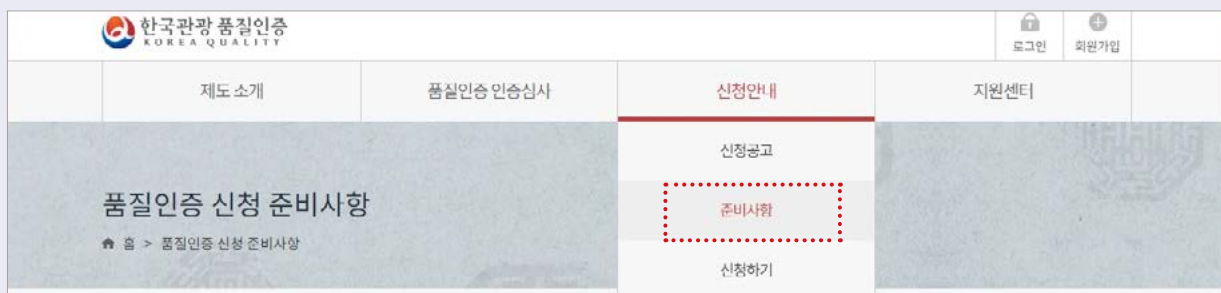 한국관광 품질인증
KOREA QUALITY
로그인
회원가입
제도 소개
품질인증 인증심사
신청안내
지원센터
신청공고
준비사항
신청하기
품질인증 신청 준비사항
홈 > 품질인증 신청 준비사항